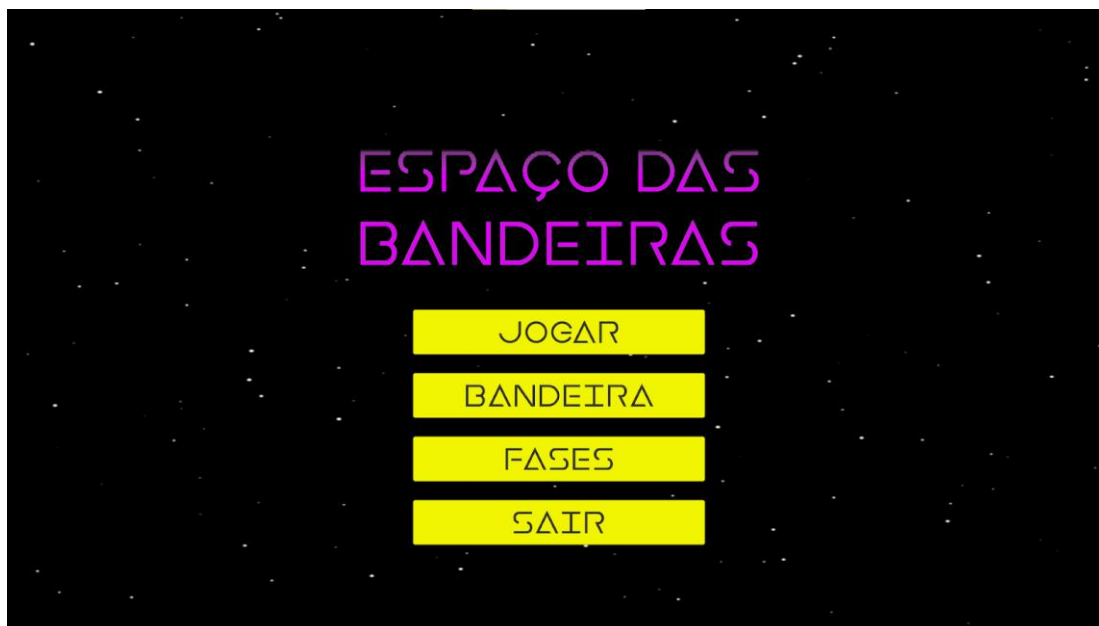 ESPAÇO DAS
BANDEIRAS
JOGAR
BANDEIRA
FASES
SAIR